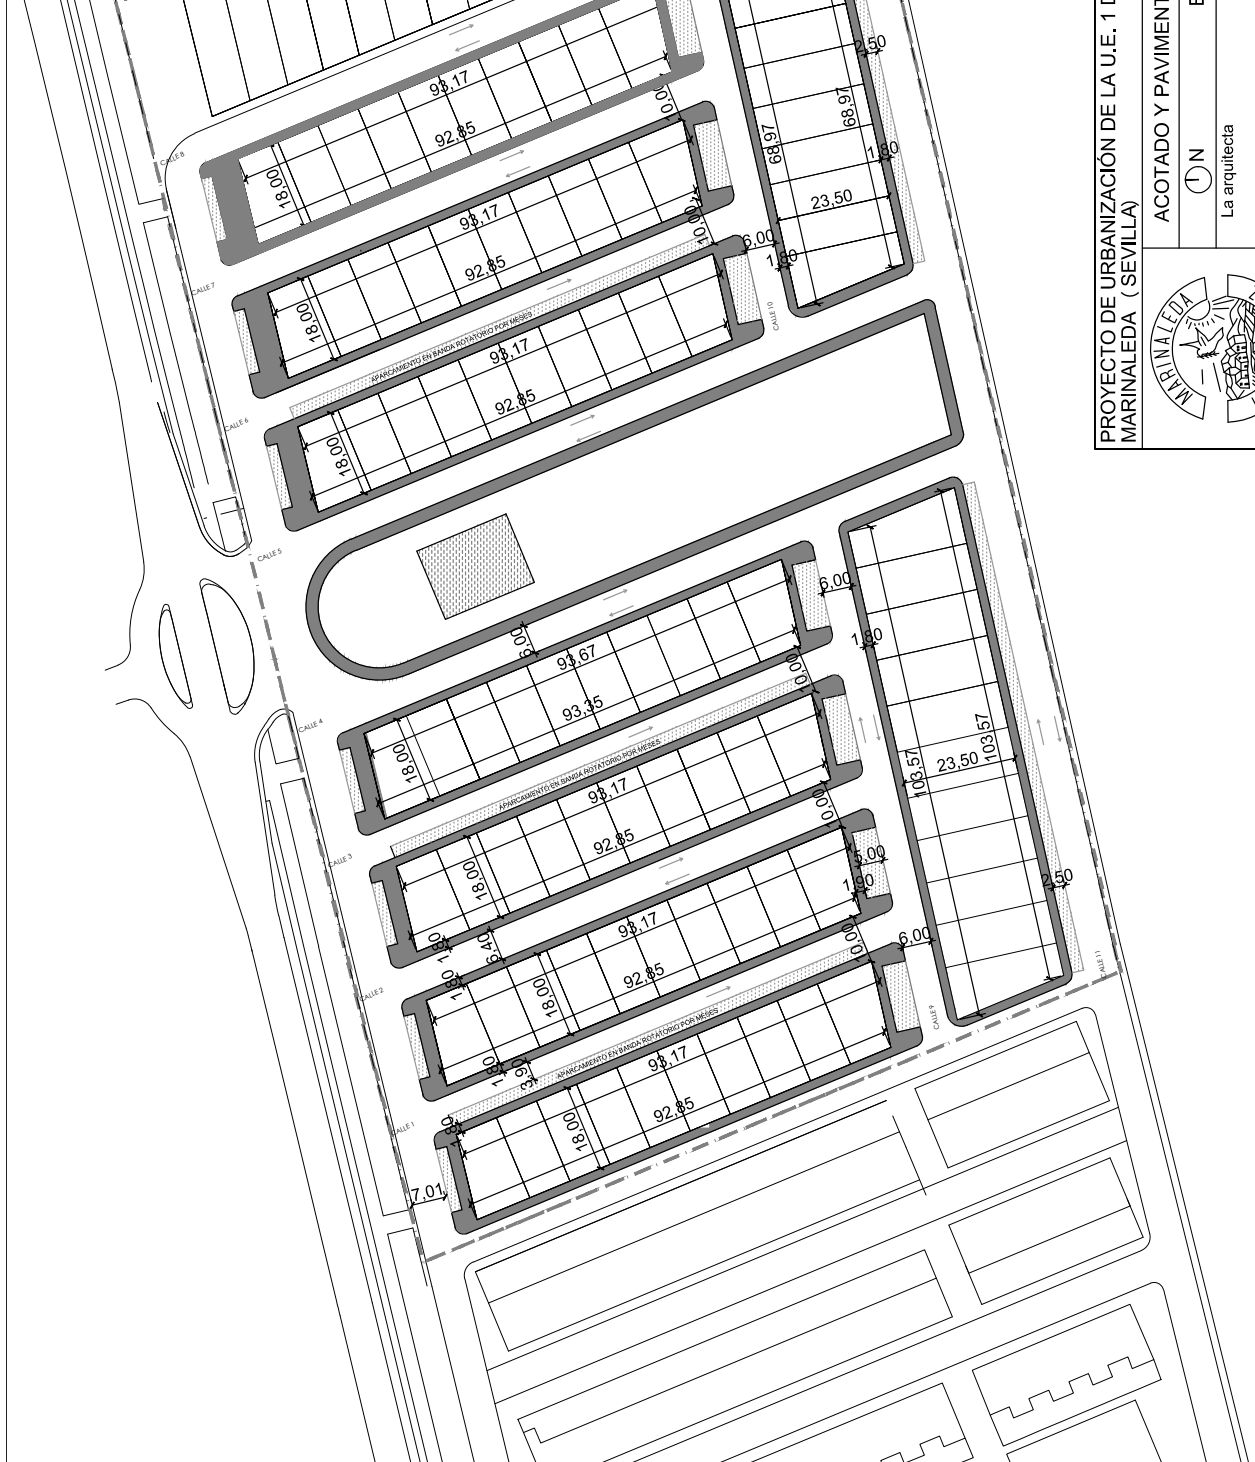 93,17
92,85
18,00
10,00
CALLE 8
2,50
68,97
68,97
1,80
23,50
93,17
92,85
18,00
10,00
CALLE 7
6,00
1,80
CALLE 10
APARCAMIENTO EN BANDA ROTATORIO POR MESES
93,17
92,85
18,00
CALLE 6
CALLE 5
6,00
93,67
93,35
18,00
10,00
6,00
1,80
CALLE 4
APARCAMIENTO EN BANDA ROTATORIO POR MESES
93,17
92,85
18,00
103,57
23,50
103,57
CALLE 3
1,80
6,40
1,80
93,17
92,85
18,00
5,00
1,90
10,00
6,00
2,50
CALLE 2
CALLE 11
CALLE 9
1,80
3,90
APARCAMIENTO EN BANDA ROTATORIO POR MESES
93,17
92,85
18,00
CALLE 1
7,01
PROYECTO DE URBANIZACIÓN DE LA U.E. 1 D
MARINALEDA ( SEVILLA)
ACOTADO Y PAVIMENT
N
La arquitecta
MARINALEDA